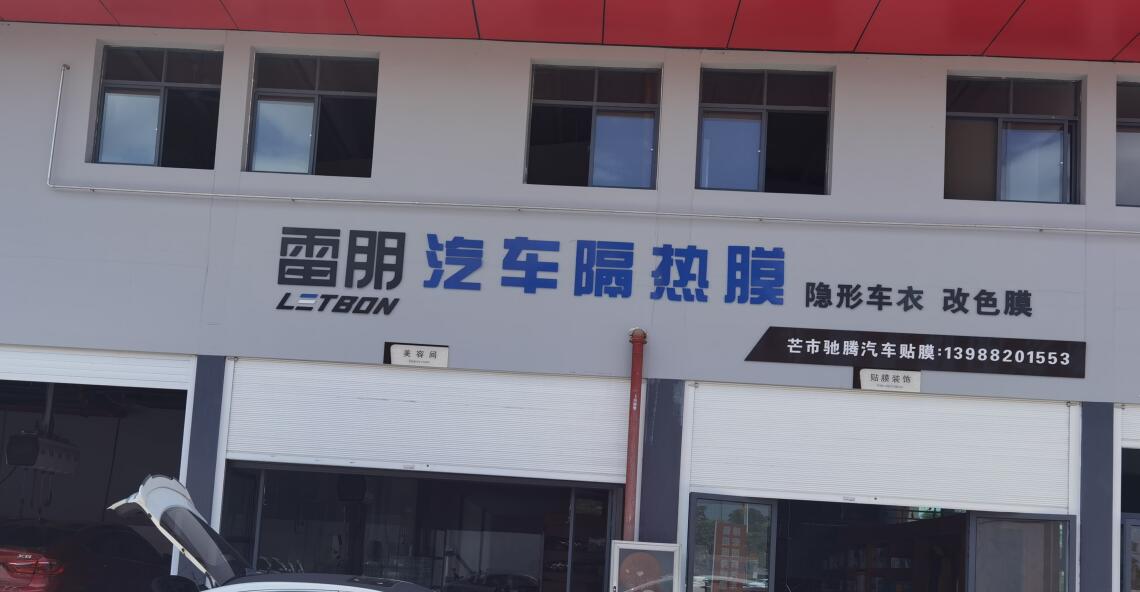 雷朋 汽车隔热膜 隐形车衣 改色膜
LETBON
美容间
芒市驰腾汽车贴膜:13988201553
贴膜装饰
X6